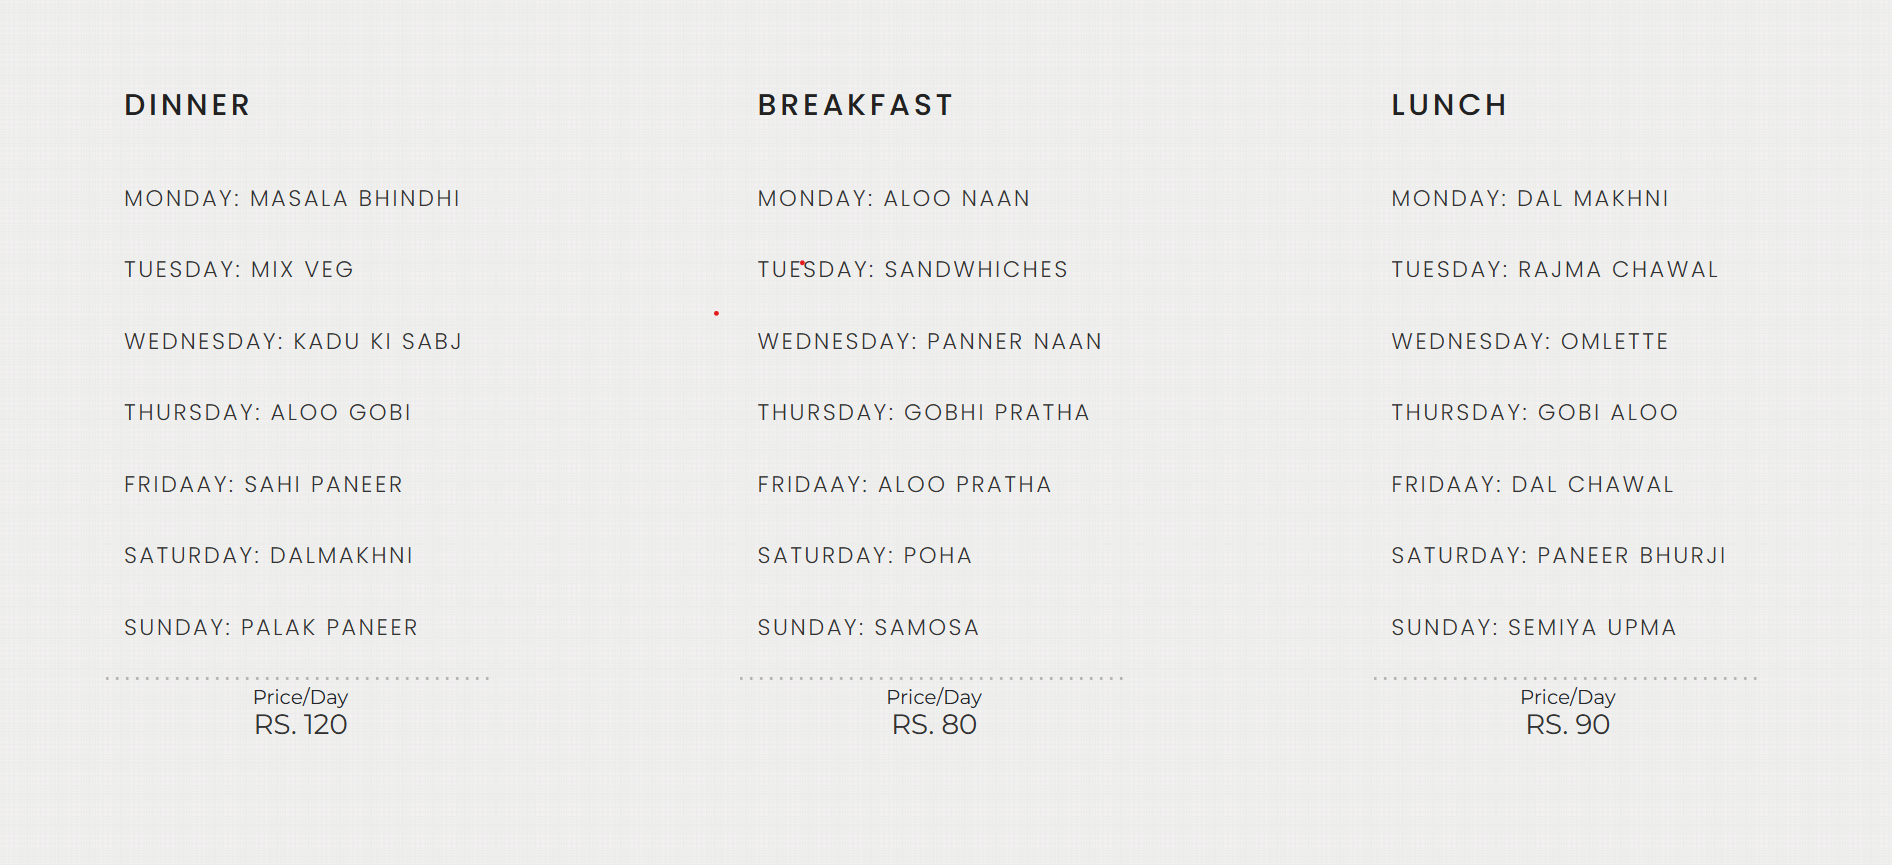 DINNER
MONDAY: MASALA BHINDHI
TUESDAY: MIX VEG
WEDNESDAY: KADU KI SABJ
THURSDAY: ALOO GOBI
FRIDAAY: SAHI PANEER
SATURDAY: DALMAKHNI
SUNDAY: PALAK PANEER
Price/Day
RS. 120
BREAKFAST
MONDAY: ALOO NAAN
TUESDAY: SANDWHICHES
WEDNESDAY: PANNER NAAN
THURSDAY: GOBHI PRATHA
FRIDAAY: ALOO PRATHA
SATURDAY: POHA
SUNDAY: SAMOSA
Price/Day
RS. 80
LUNCH
MONDAY: DAL MAKHNI
TUESDAY: RAJMA CHAWAL
WEDNESDAY: OMLETTE
THURSDAY: GOBI ALOO
FRIDAAY: DAL CHAWAL
SATURDAY: PANEER BHURJI
SUNDAY: SEMIYA UPMA
Price/Day
RS. 90